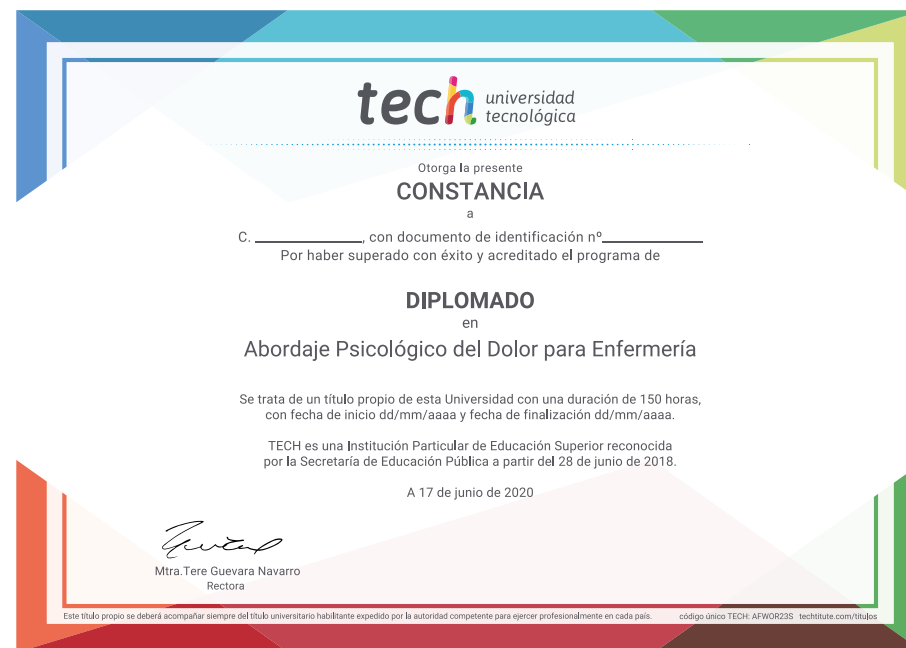 tech universidad
tecnológica
Otorga la presente
CONSTANCIA
a
C. ____________, con documento de identificación nº____________
Por haber superado con éxito y acreditado el programa de
DIPLOMADO
en
Abordaje Psicológico del Dolor para Enfermería
Se trata de un título propio de esta Universidad con una duración de 150 horas,
con fecha de inicio dd/mm/aaaa y fecha de finalización dd/mm/aaaa.
TECH es una Institución Particular de Educación Superior reconocida
por la Secretaría de Educación Pública a partir del 28 de junio de 2018.
A 17 de junio de 2020
Mtra.Tere Guevara Navarro
Rectora
Este título propio se deberá acompañar siempre del título universitario habilitante expedido por la autoridad competente para ejercer profesionalmente en cada país. código único TECH: AFWOR23S techtitute.com/titulos